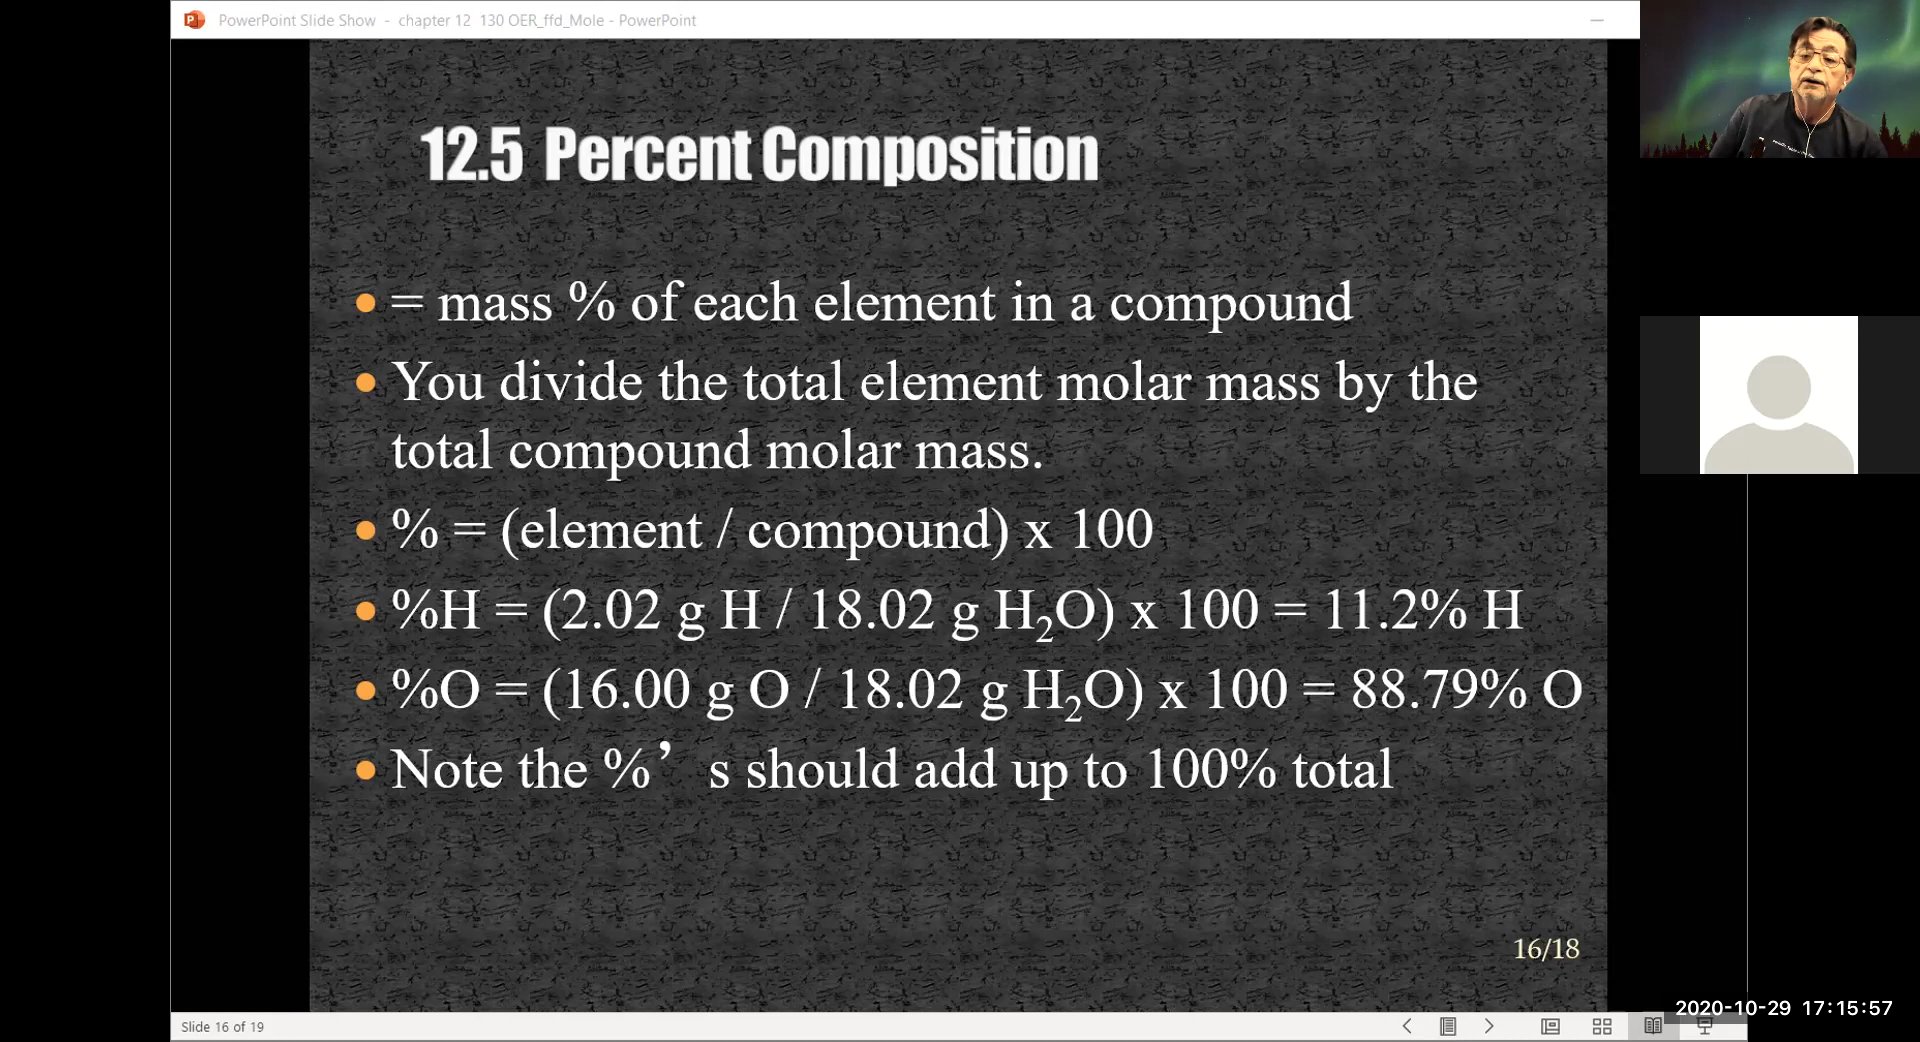 PowerPoint Slide Show - chapter 12 130 OER_ffd_Mole - PowerPoint
12.5 Percent Composition
= mass % of each element in a compound
You divide the total element molar mass by the
total compound molar mass.
% = (element / compound) x 100
%H = (2.02 g H / 18.02 g H₂O) x 100 = 11.2% H
%O = (16.00 g O / 18.02 g H₂O) x 100 = 88.79% O
Note the %’ s should add up to 100% total
16/18
2020-10-29 17:15:57
Slide 16 of 19